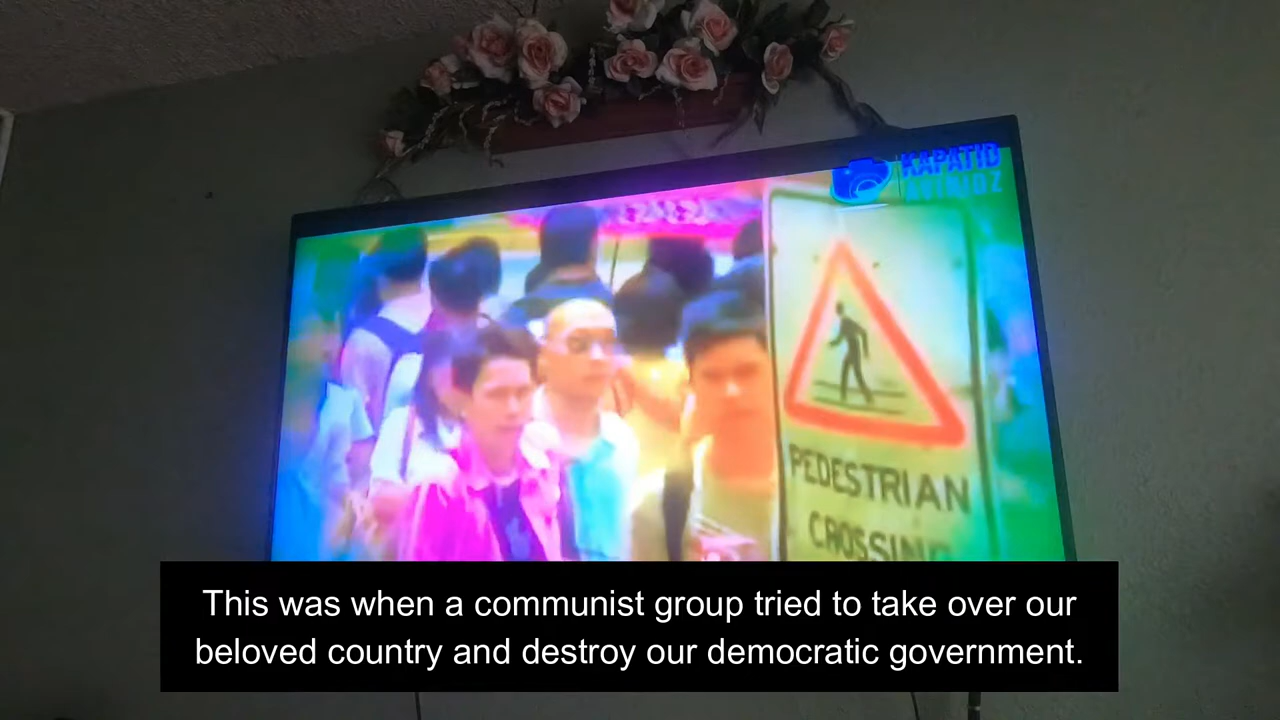 KAPATID
PEDESTRIAN
CROSSING
This was when a communist group tried to take over our
beloved country and destroy our democratic government.